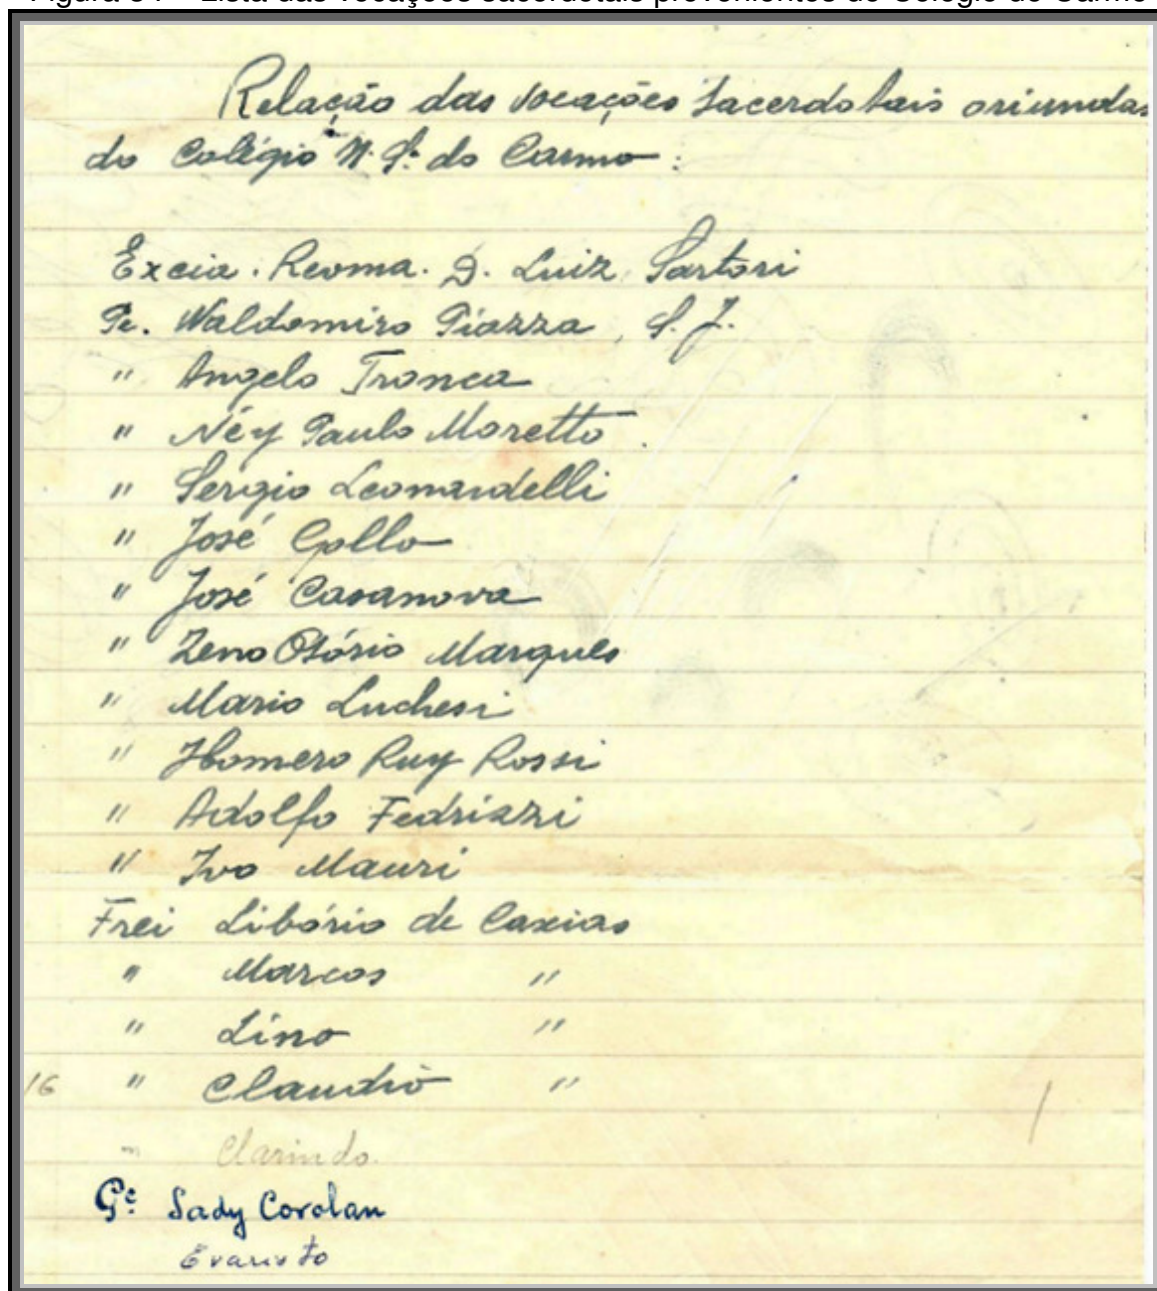 Lista das vocações sacerdotais provenientes do Colégio do Carmo
Relação das vocações sacerdotais oriundas
do Colégio N. Sª do Carmo:
Excia. Revma. D. Luiz Sartori
Pe. Waldomiro Piazza, S. J.
" Angelo Tronca
" Néy Paulo Moretto
" Sergio Leonardelli
" José Gollo
" José Casanova
" Zeno Osório Marques
" Mario Luchesi
" Homero Ruy Rossi
" Adolfo Fedrizzi
" Ivo Mauri
Frei Libório de Caxias
" Marcos "
" Lino "
16 " Claudio "
" Clarindo.
Pe. Sady Corolan
Evaristo